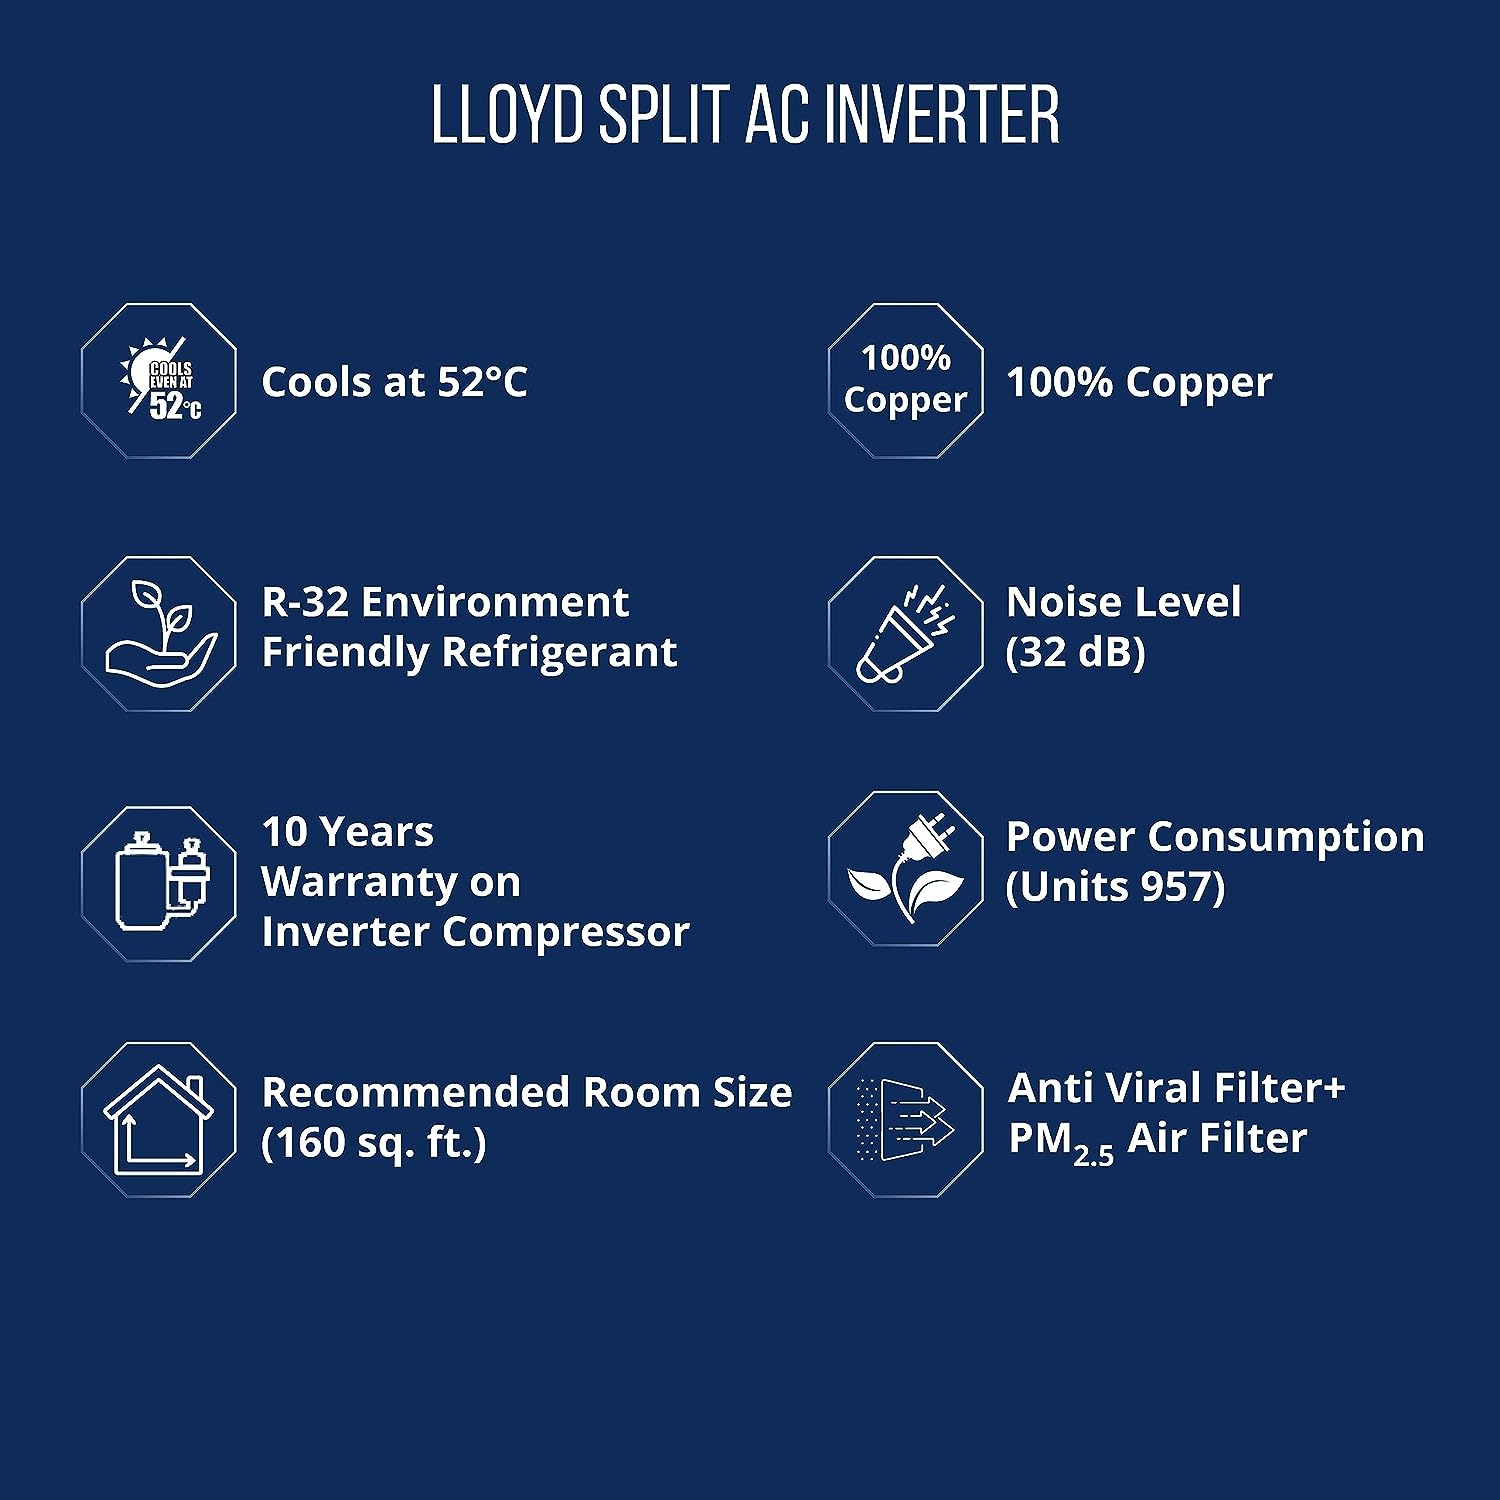 LLOYD SPLIT AC INVERTER
COOLS
EVEN AT
52°C
Cools at 52°C
100%
Copper
100% Copper
R-32 Environment
Friendly Refrigerant
Noise Level
(32 dB)
10 Years
Warranty on
Inverter Compressor
Power Consumption
(Units 957)
Recommended Room Size
(160 sq. ft.)
Anti Viral Filter+
PM2.5 Air Filter